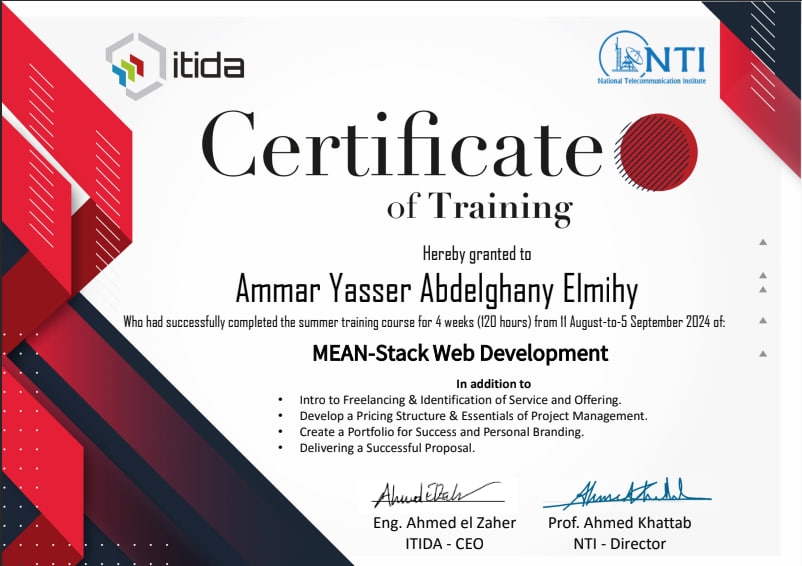 itida
NTI
National Telecommunication Institute
Certificate
of Training
Hereby granted to
Ammar Yasser Abdelghany Elmihy
Who had successfully completed the summer training course for 4 weeks (120 hours) from 11 August-to-5 September 2024 of:
MEAN-Stack Web Development
In addition to
• Intro to Freelancing & Identification of Service and Offering.
• Develop a Pricing Structure & Essentials of Project Management.
• Create a Portfolio for Success and Personal Branding.
• Delivering a Successful Proposal.
Eng. Ahmed el Zaher
ITIDA - CEO
Prof. Ahmed Khattab
NTI - Director